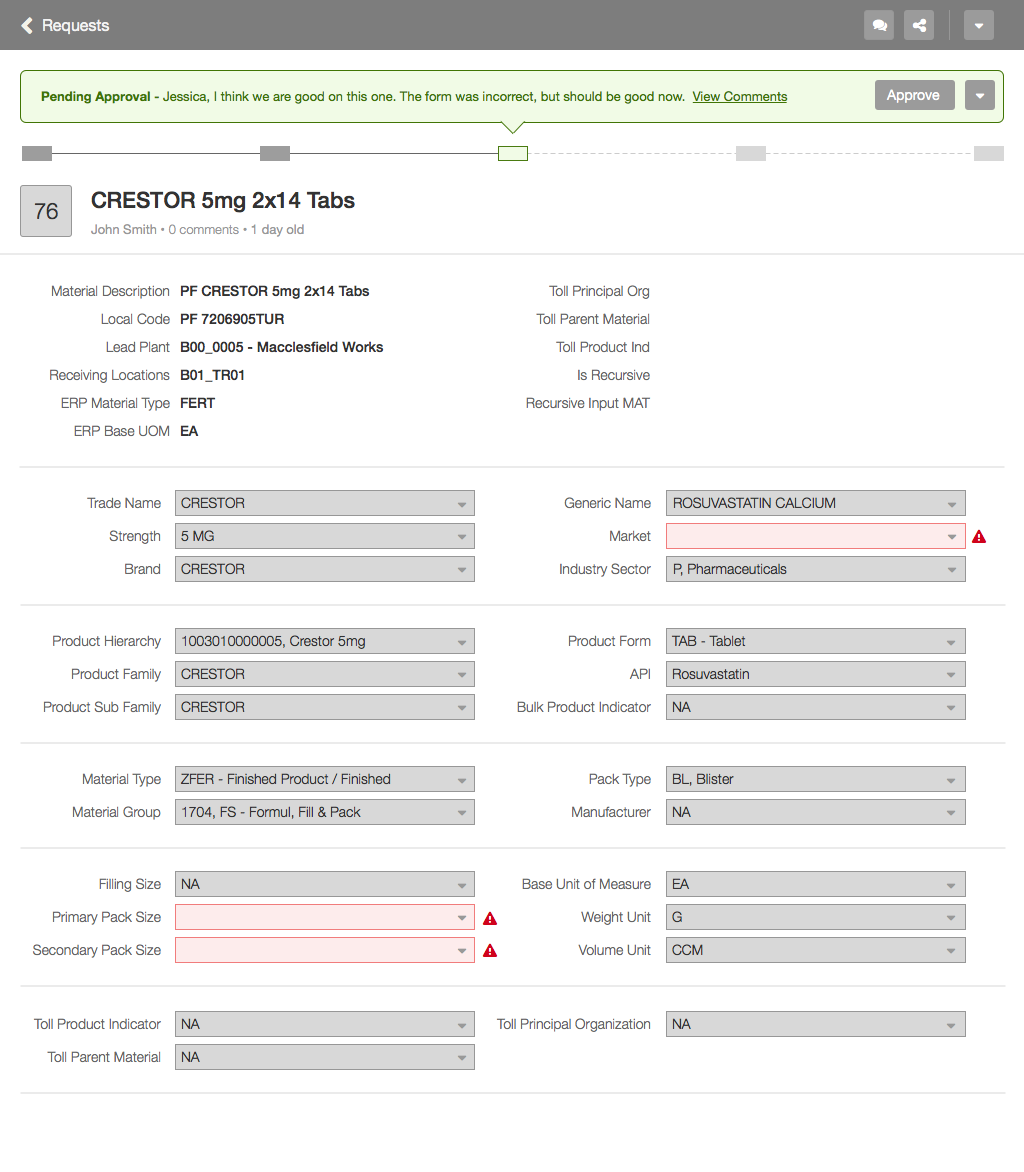 Requests
Pending Approval - Jessica, I think we are good on this one. The form was incorrect, but should be good now. View Comments
Approve
76
CRESTOR 5mg 2x14 Tabs
John Smith • 0 comments • 1 day old
Material Description PF CRESTOR 5mg 2x14 Tabs
Toll Principal Org
Local Code PF 7206905TUR
Toll Parent Material
Lead Plant B00_0005 - Macclesfield Works
Toll Product Ind
Receiving Locations B01_TR01
Is Recursive
ERP Material Type FERT
Recursive Input MAT
ERP Base UOM EA
Trade Name CRESTOR
Generic Name ROSUVASTATIN CALCIUM
Strength 5 MG
Market
Brand CRESTOR
Industry Sector P, Pharmaceuticals
Product Hierarchy 1003010000005, Crestor 5mg
Product Form TAB - Tablet
Product Family CRESTOR
API Rosuvastatin
Product Sub Family CRESTOR
Bulk Product Indicator NA
Material Type ZFER - Finished Product / Finished
Pack Type BL, Blister
Material Group 1704, FS - Formul, Fill & Pack
Manufacturer NA
Filling Size NA
Base Unit of Measure EA
Primary Pack Size
Weight Unit G
Secondary Pack Size
Volume Unit CCM
Toll Product Indicator NA
Toll Principal Organization NA
Toll Parent Material NA